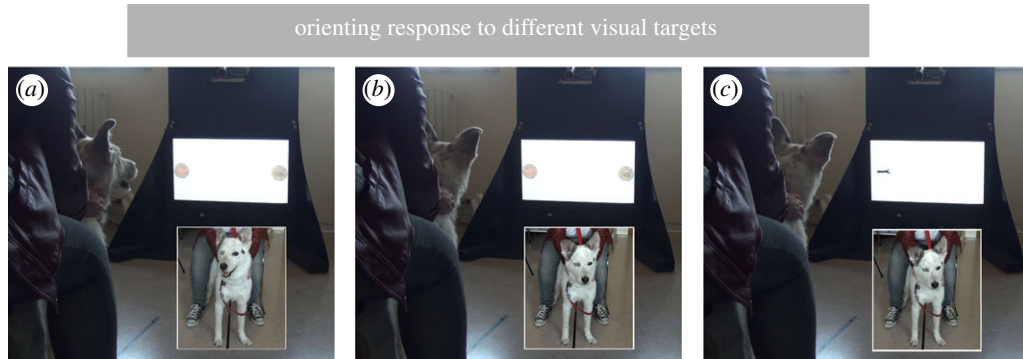 orienting response to different visual targets
(a)
(b)
(c)